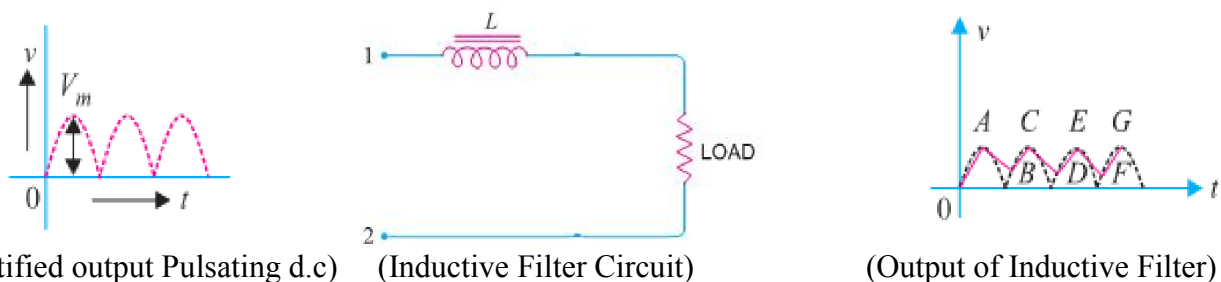 v
V_m
0
t
L
1
LOAD
2
v
A C E G
B D F
0
t
tified output Pulsating d.c) (Inductive Filter Circuit) (Output of Inductive Filter)